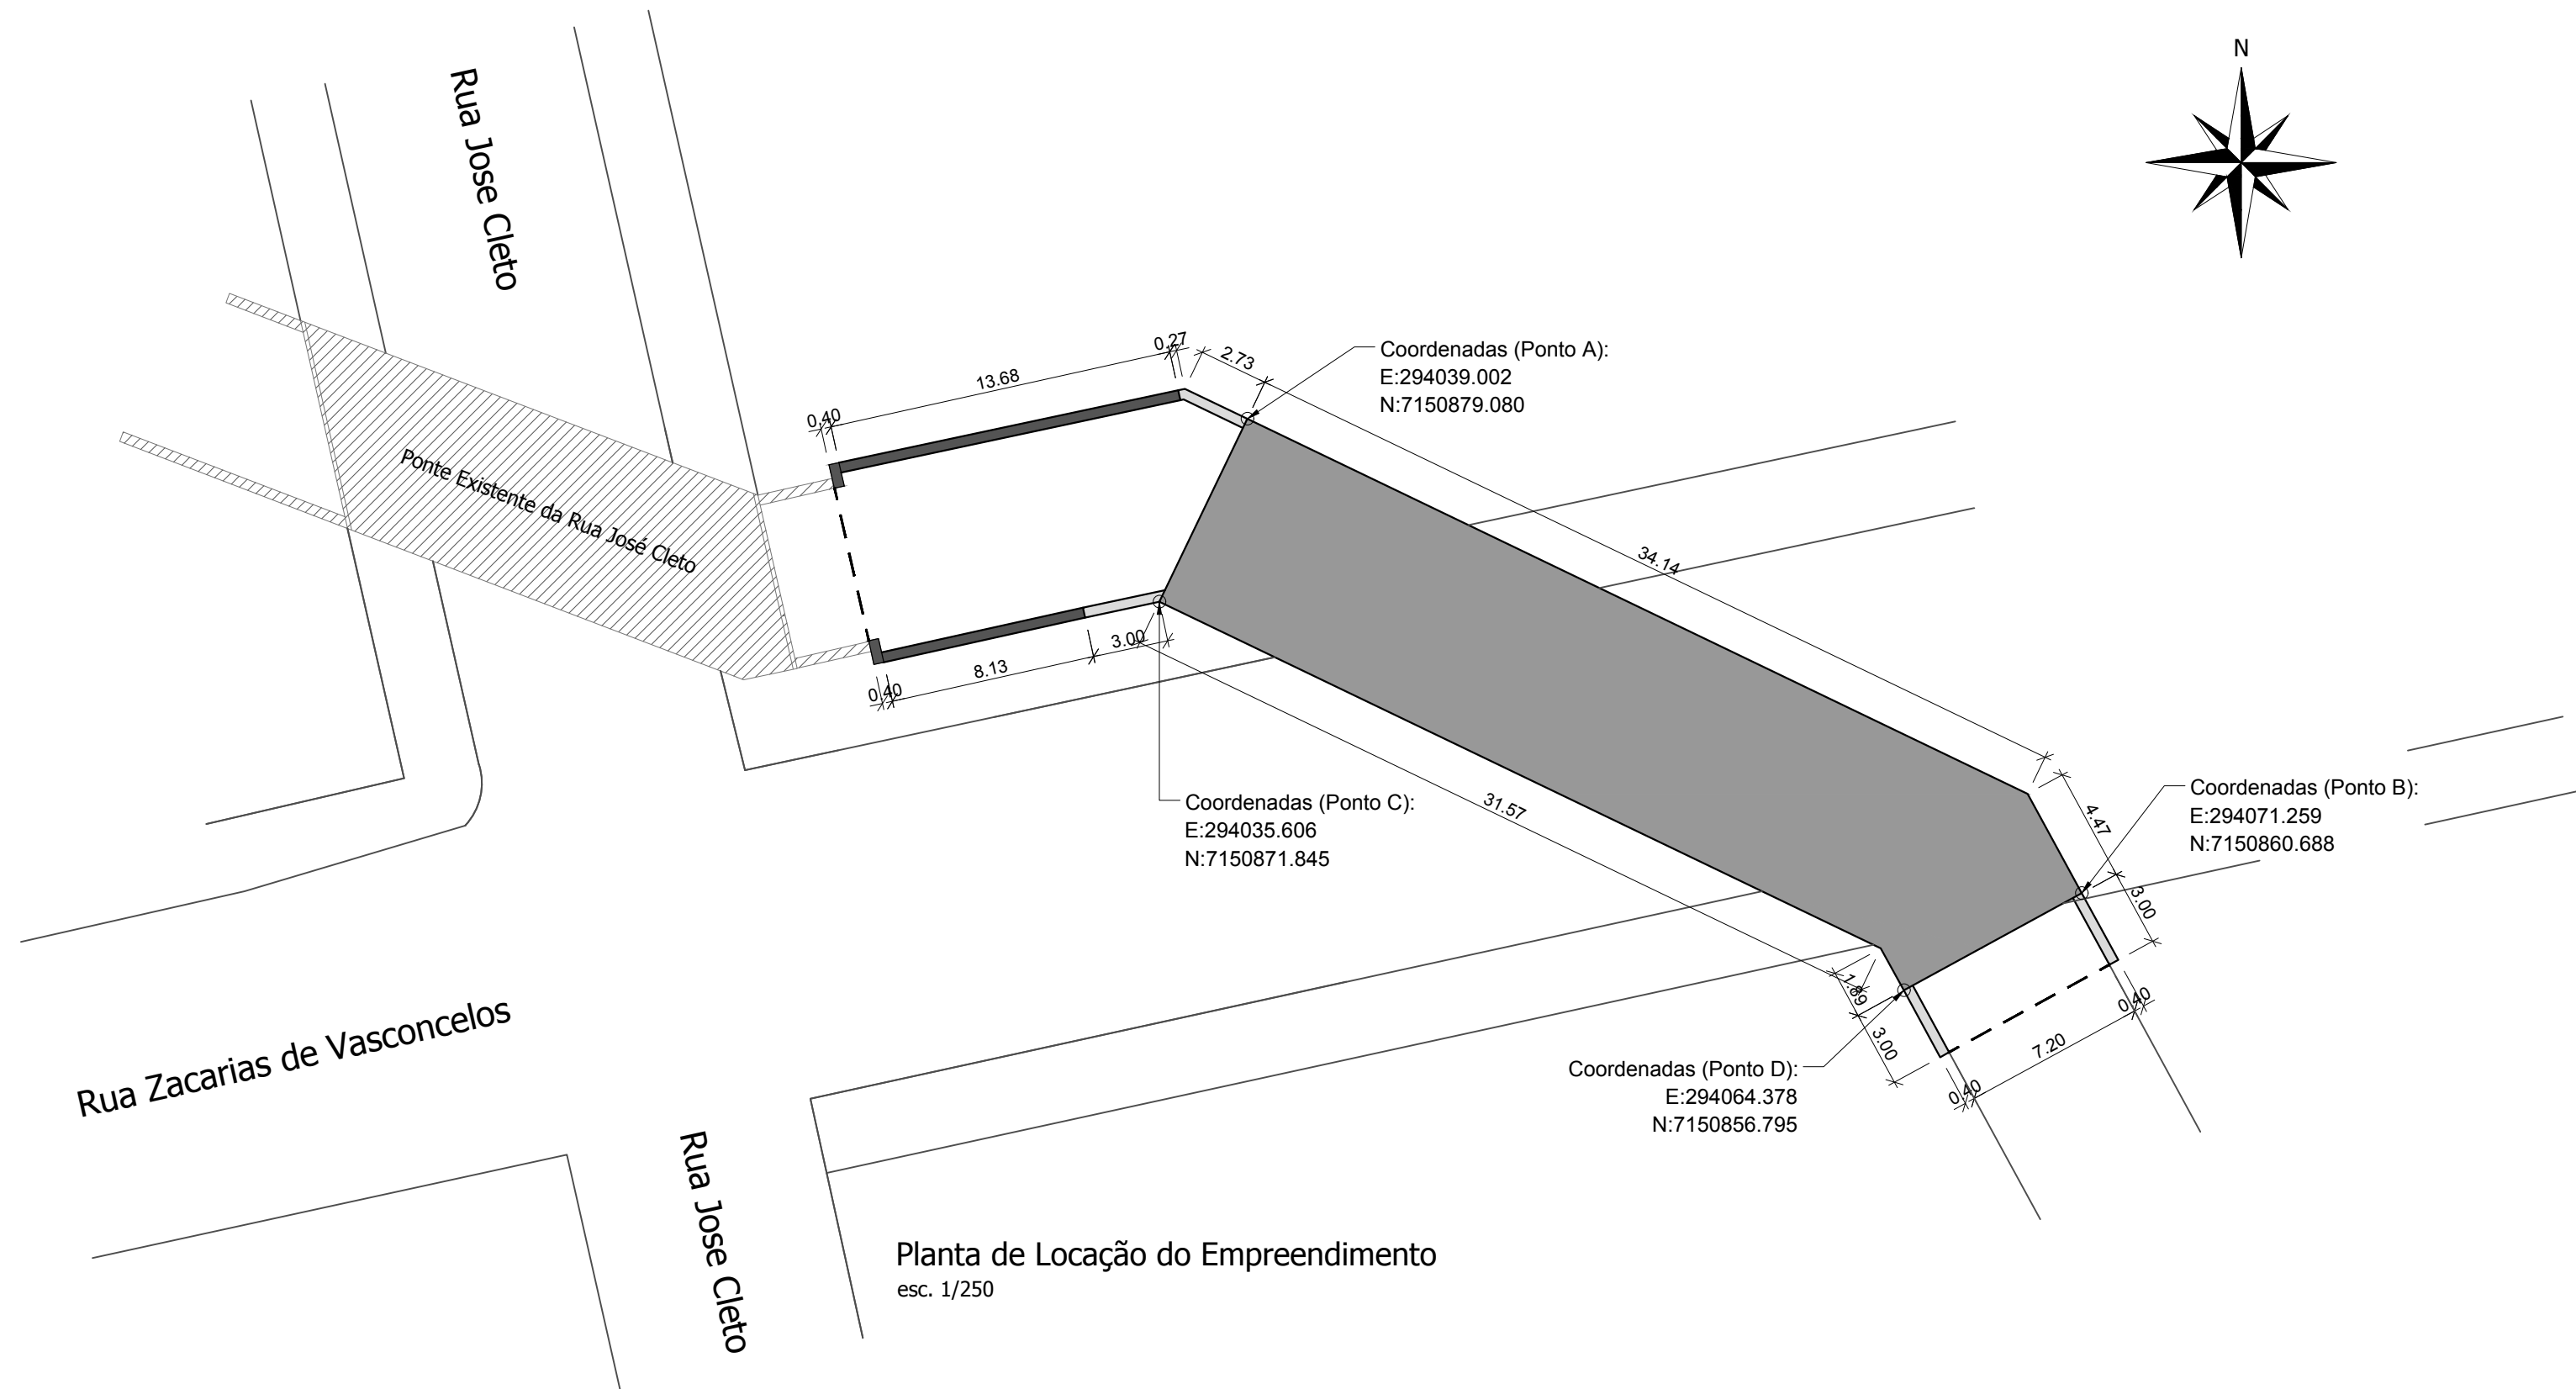 N
Rua Jose Cleto
0.27
2.73
13.68
0.40
Coordenadas (Ponto A):
E:294039.002
N:7150879.080
Ponte Existente da Rua José Cleto
34.14
3.00
8.13
0.40
Coordenadas (Ponto C):
E:294035.606
N:7150871.845
31.57
4.47
Coordenadas (Ponto B):
E:294071.259
N:7150860.688
3.00
1.89
3.00
0.40
7.20
0.40
Coordenadas (Ponto D):
E:294064.378
N:7150856.795
Rua Zacarias de Vasconcelos
Rua Jose Cleto
Planta de Locação do Empreendimento
esc. 1/250